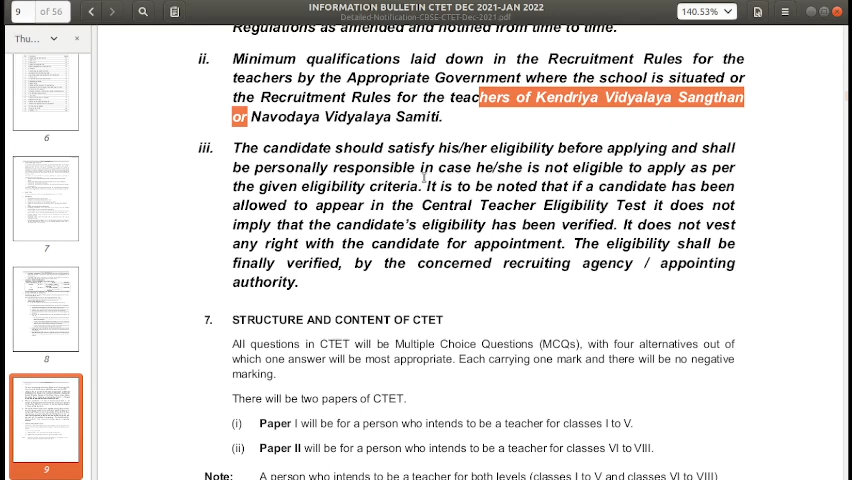 9
of 56
INFORMATION BULLETIN CTET DEC 2021-JAN 2022
Detailed-Notification-CBSE-CTET-Dec-2021.pdf
140.53%
Thu...
6
7
8
9
Regulations as amended and notified from time to time.
ii. Minimum qualifications laid down in the Recruitment Rules for the
teachers by the Appropriate Government where the school is situated or
the Recruitment Rules for the teachers of Kendriya Vidyalaya Sangthan
or Navodaya Vidyalaya Samiti.
iii. The candidate should satisfy his/her eligibility before applying and shall
be personally responsible in case he/she is not eligible to apply as per
the given eligibility criteria. It is to be noted that if a candidate has been
allowed to appear in the Central Teacher Eligibility Test it does not
imply that the candidate's eligibility has been verified. It does not vest
any right with the candidate for appointment. The eligibility shall be
finally verified, by the concerned recruiting agency / appointing
authority.
7. STRUCTURE AND CONTENT OF CTET
All questions in CTET will be Multiple Choice Questions (MCQs), with four alternatives out of
which one answer will be most appropriate. Each carrying one mark and there will be no negative
marking.
There will be two papers of CTET.
(i) Paper I will be for a person who intends to be a teacher for classes I to V.
(ii) Paper II will be for a person who intends to be a teacher for classes VI to VIII.
Note: A person who intends to be a teacher for both levels (classes I to V and classes VI to VIII)